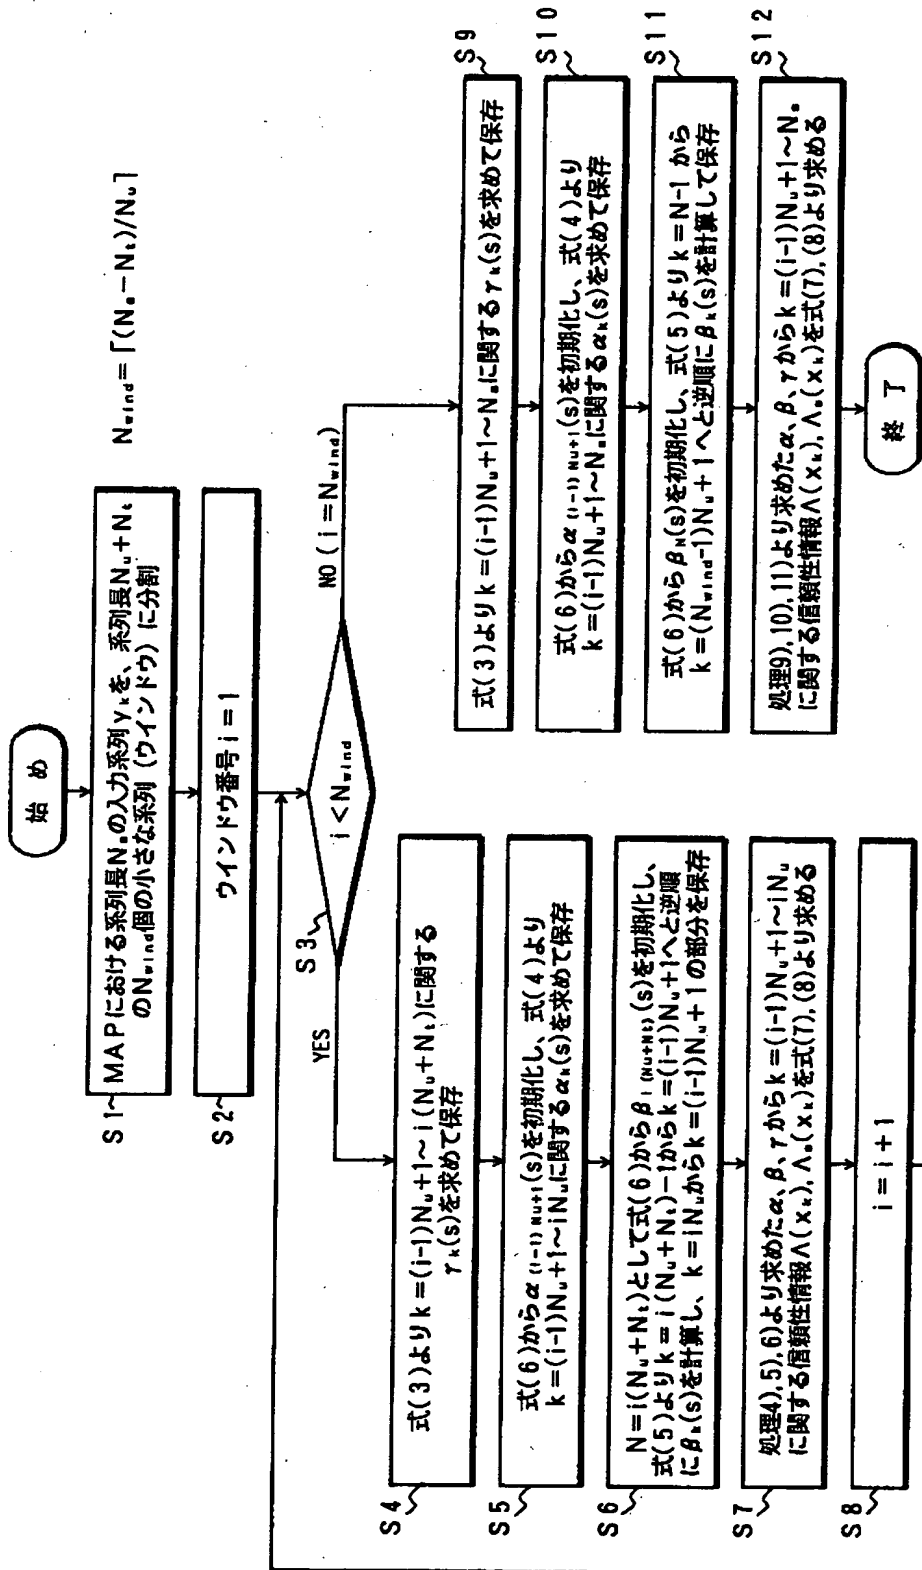 始 め
S1 MAPにおける系列長Nₑの入力系列yₖを、系列長Nᵤ+Nₜ
のN_wind個の小さな系列（ウインドウ）に分割
N_wind=⌈(Nₑ-Nₜ)/Nᵤ⌉
S2 ウインドウ番号 i=1
S3
i<N_wind
YES
NO(i=N_wind)
S4
式(3)よりk=(i-1)Nᵤ+1~i(Nᵤ+Nₜ)に関する
γₖ(s)を求めて保存
S5
式(6)からα(i-1)Nu+1(s)を初期化し、式(4)より
k=(i-1)Nᵤ+1~iNᵤに関するαₖ(s)を求めて保存
S6
N=i(Nᵤ+Nₜ)として式(6)からβi(Nu+Nt)(s)を初期化し、
式(5)よりk=i(Nᵤ+Nₜ)-1からk=(i-1)Nᵤ+1へと逆順
にβₖ(s)を計算し、k=iNᵤからk=(i-1)Nᵤ+1の部分を保存
S7
処理4),5),6)より求めたα、β、γからk=(i-1)Nᵤ+1~iNᵤ
に関する信頼性情報Λ(xₖ),Λₑ(xₖ)を式(7),(8)より求める
S8
i=i+1
S9
式(3)よりk=(i-1)Nᵤ+1~Nₑに関するγₖ(s)を求めて保存
S10
式(6)からα(i-1)Nu+1(s)を初期化し、式(4)より
k=(i-1)Nᵤ+1~Nₑに関するαₖ(s)を求めて保存
S11
式(6)からβN(s)を初期化し、式(5)よりk=N-1から
k=(N_wind-1)Nᵤ+1へと逆順にβₖ(s)を計算して保存
S12
処理9),10),11)より求めたα、β、γからk=(i-1)Nᵤ+1~Nₑ
に関する信頼性情報Λ(xₖ),Λₑ(xₖ)を式(7),(8)より求める
終 了